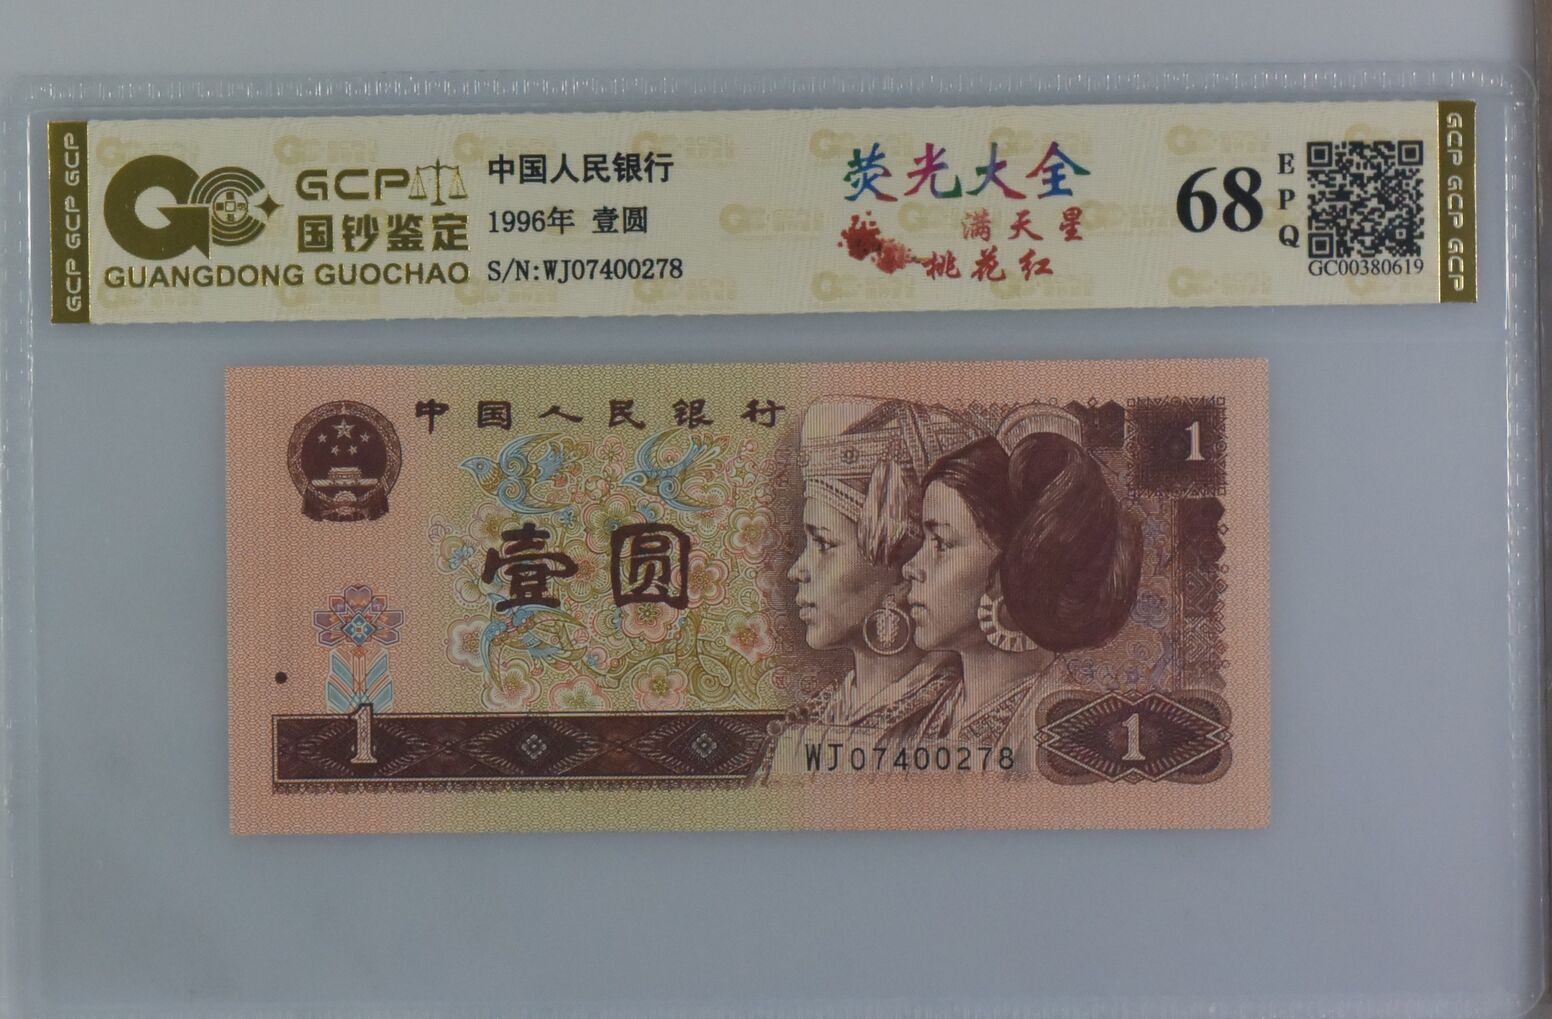 GCP GCP GCP
GCP
国钞鉴定
GUANGDONG GUOCHAO
中国人民银行
1996年 壹圆
S/N:WJ07400278
荧光大全
满天星
桃花红
68
EPQ
GC00380619
GCP GCP GCP
中国人民银行
1
壹圆
1
WJ07400278
1